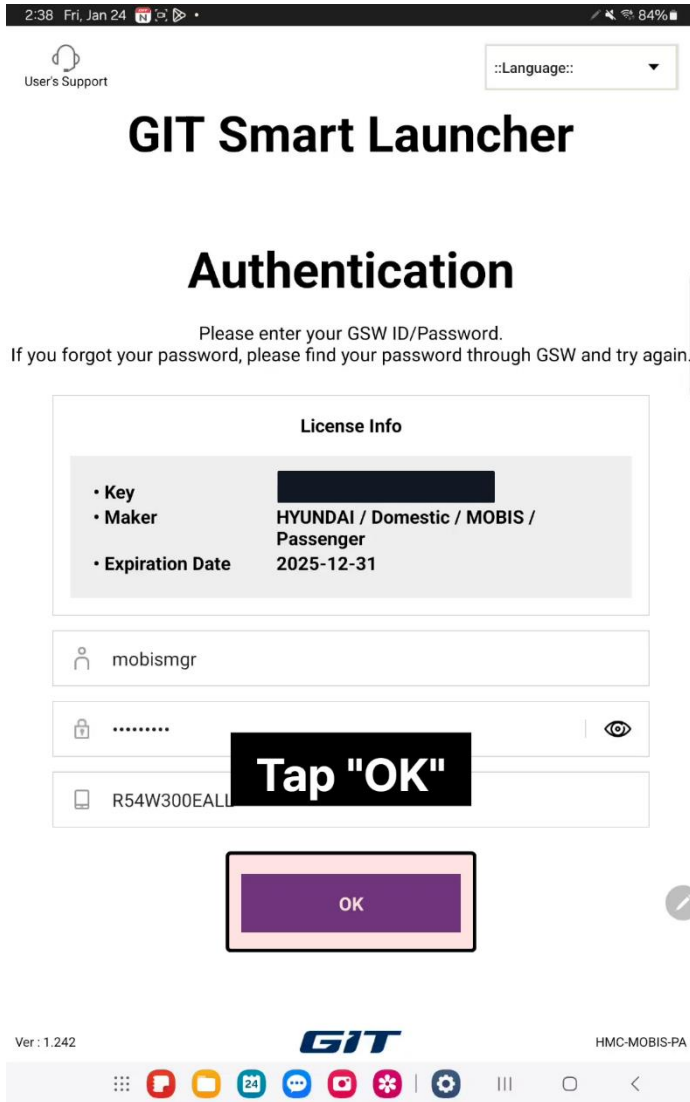 2:38 Fri, Jan 24
84%
User's Support
::Language::
GIT Smart Launcher
Authentication
Please enter your GSW ID/Password.
If you forgot your password, please find your password through GSW and try again.
License Info
• Key
• Maker HYUNDAI / Domestic / MOBIS /
Passenger
• Expiration Date 2025-12-31
mobismgr
•••••••••
Tap "OK"
R54W300EALL
OK
Ver : 1.242
GIT
HMC-MOBIS-PA
24